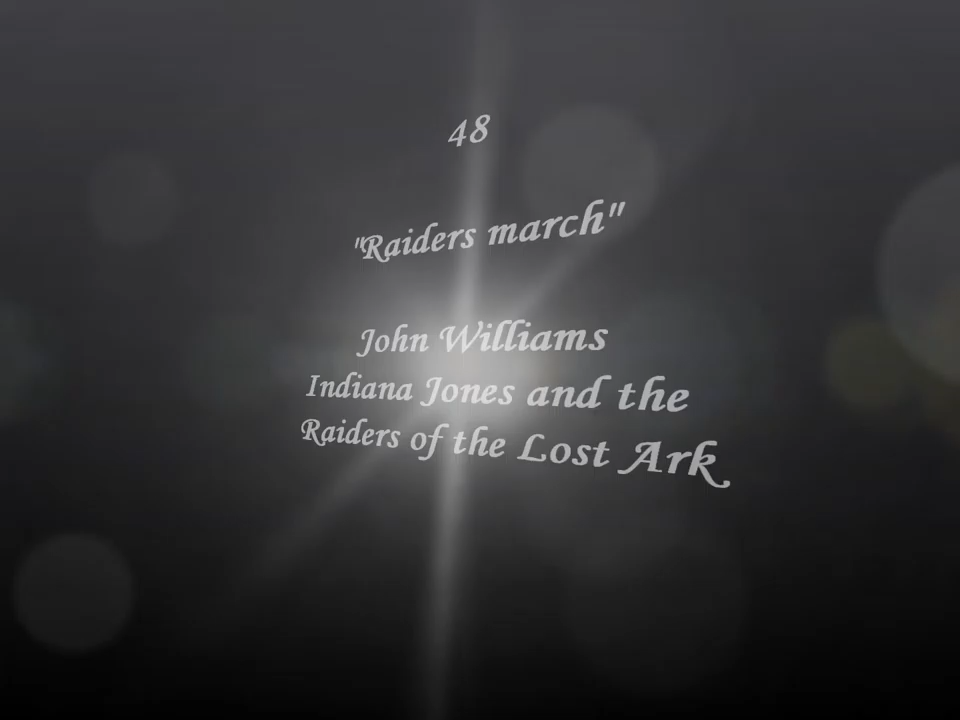 48
"Raiders march"
John Williams
Indiana Jones and the
Raiders of the Lost Ark